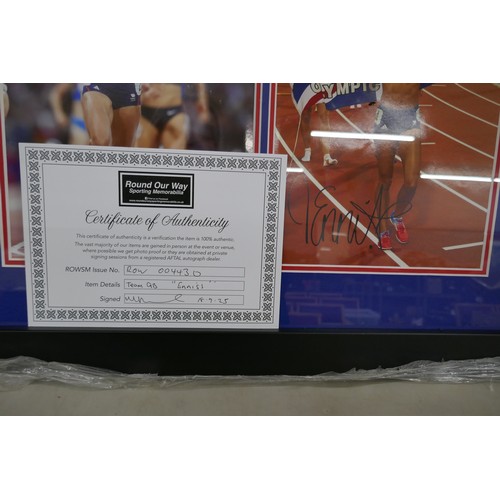 OLYMPIC
Round Our Way
Sporting Memorabilia
Certificate of Authenticity
This certificate of authenticity is a verification the item is 100% authentic.
The vast majority of our items are gained in person at the event or venue,
where possible we get photo proof or they are obtained at private
signing sessions from a registered AFTAL autograph dealer.
ROWSM Issue No. Row 004430
Item Details Team GB "Ennis"
Signed
Ennis